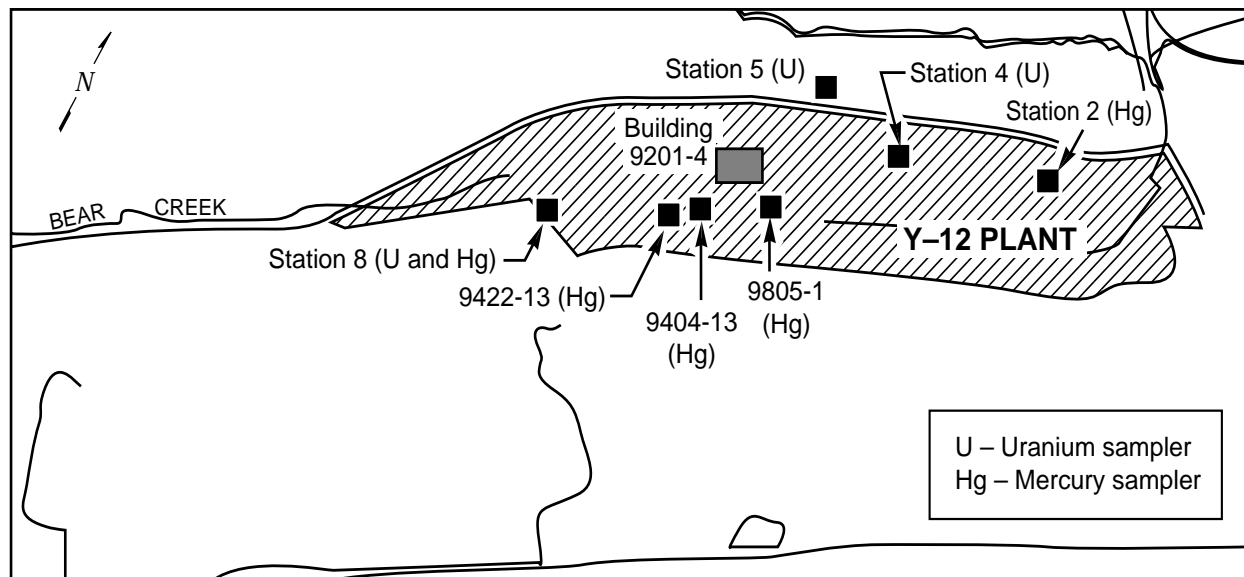 N
Station 5 (U)
Station 4 (U)
Station 2 (Hg)
Building
9201-4
BEAR CREEK
Y–12 PLANT
Station 8 (U and Hg)
9422-13 (Hg)
9404-13
(Hg)
9805-1
(Hg)
U – Uranium sampler
Hg – Mercury sampler